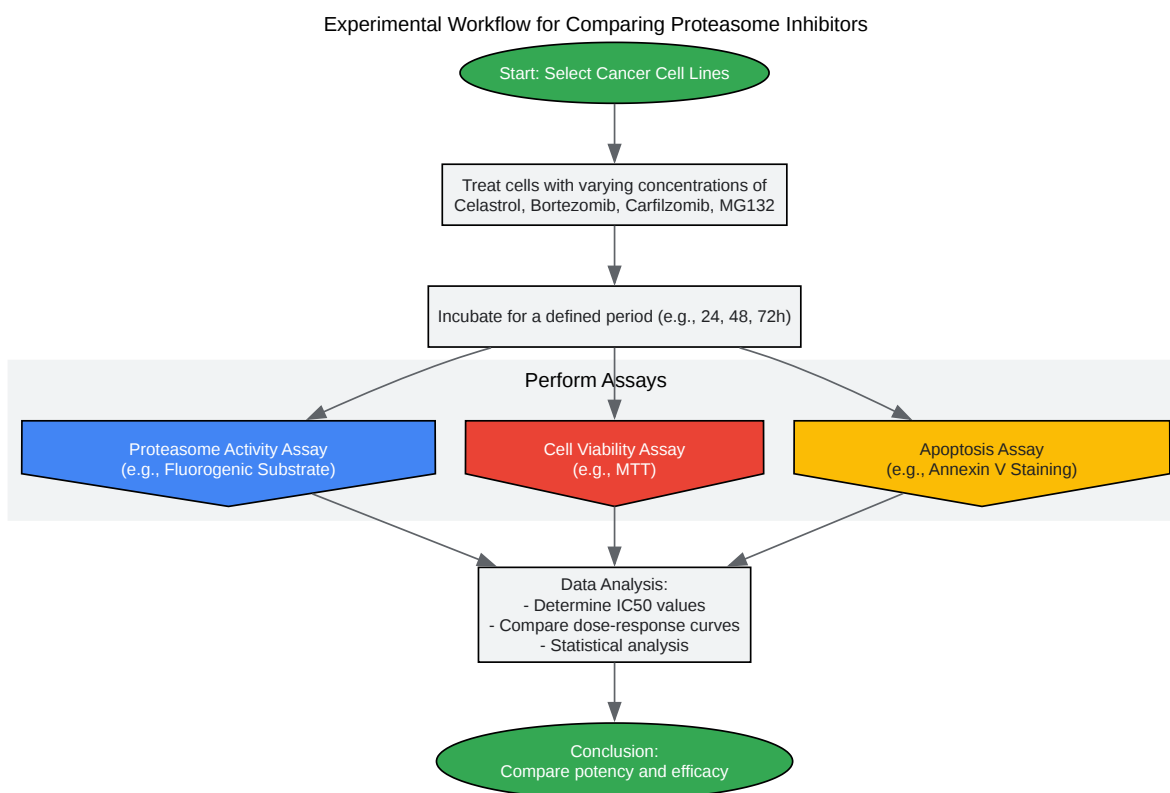 Experimental Workflow for Comparing Proteasome Inhibitors
Start: Select Cancer Cell Lines
Treat cells with varying concentrations of
Celastrol, Bortezomib, Carfilzomib, MG132
Incubate for a defined period (e.g., 24, 48, 72h)
Perform Assays
Proteasome Activity Assay
(e.g., Fluorogenic Substrate)
Cell Viability Assay
(e.g., MTT)
Apoptosis Assay
(e.g., Annexin V Staining)
Data Analysis:
- Determine IC50 values
- Compare dose-response curves
- Statistical analysis
Conclusion:
Compare potency and efficacy